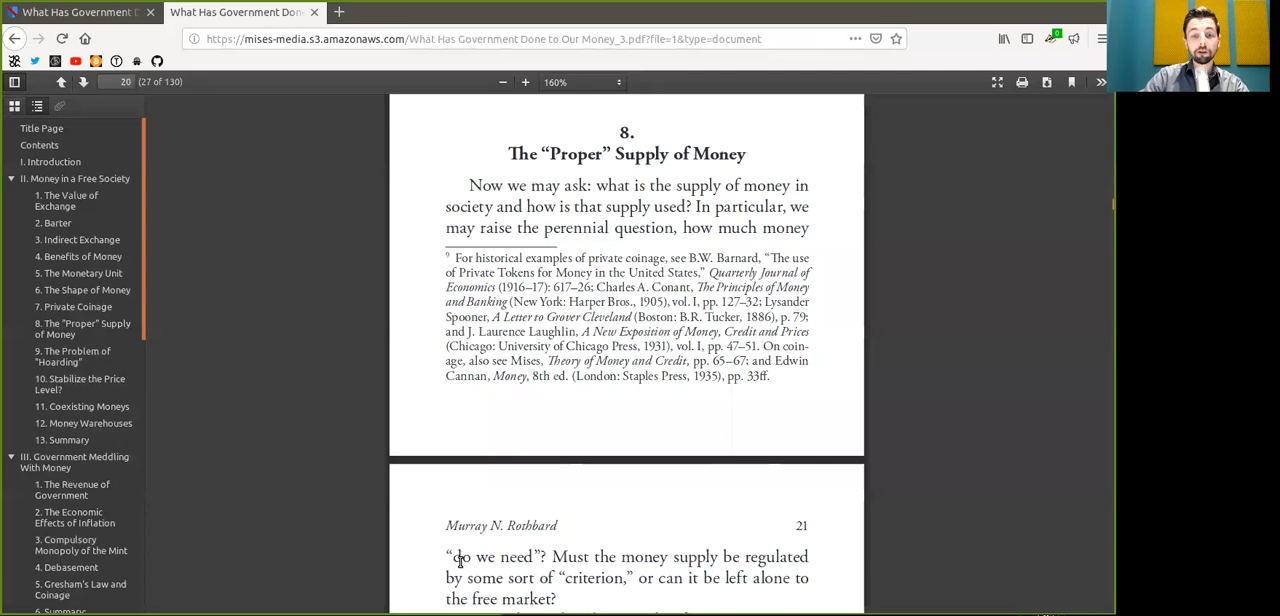 What Has Government Done
What Has Government Done
https://mises-media.s3.amazonaws.com/What Has Government Done to Our Money_3.pdf?file=1&type=document
0
20 (27 of 130)
160%
Title Page
Contents
I. Introduction
II. Money in a Free Society
1. The Value of
Exchange
2. Barter
3. Indirect Exchange
4. Benefits of Money
5. The Monetary Unit
6. The Shape of Money
7. Private Coinage
8. The “Proper” Supply
of Money
9. The Problem of
“Hoarding”
10. Stabilize the Price
Level?
11. Coexisting Moneys
12. Money Warehouses
13. Summary
III. Government Meddling
With Money
1. The Revenue of
Government
2. The Economic
Effects of Inflation
3. Compulsory
Monopoly of the Mint
4. Debasement
5. Gresham's Law and
Coinage
6. Summary
8.
The “Proper” Supply of Money
Now we may ask: what is the supply of money in
society and how is that supply used? In particular, we
may raise the perennial question, how much money
9 For historical examples of private coinage, see B.W. Barnard, “The use
of Private Tokens for Money in the United States,” Quarterly Journal of
Economics (1916–17): 617–26; Charles A. Conant, The Principles of Money
and Banking (New York: Harper Bros., 1905), vol. I, pp. 127–32; Lysander
Spooner, A Letter to Grover Cleveland (Boston: B.R. Tucker, 1886), p. 79;
and J. Laurence Laughlin, A New Exposition of Money, Credit and Prices
(Chicago: University of Chicago Press, 1931), vol. I, pp. 47–51. On coin-
age, also see Mises, Theory of Money and Credit, pp. 65–67; and Edwin
Cannan, Money, 8th ed. (London: Staples Press, 1935), pp. 33ff.
Murray N. Rothbard 21
“do we need”? Must the money supply be regulated
by some sort of “criterion,” or can it be left alone to
the free market?